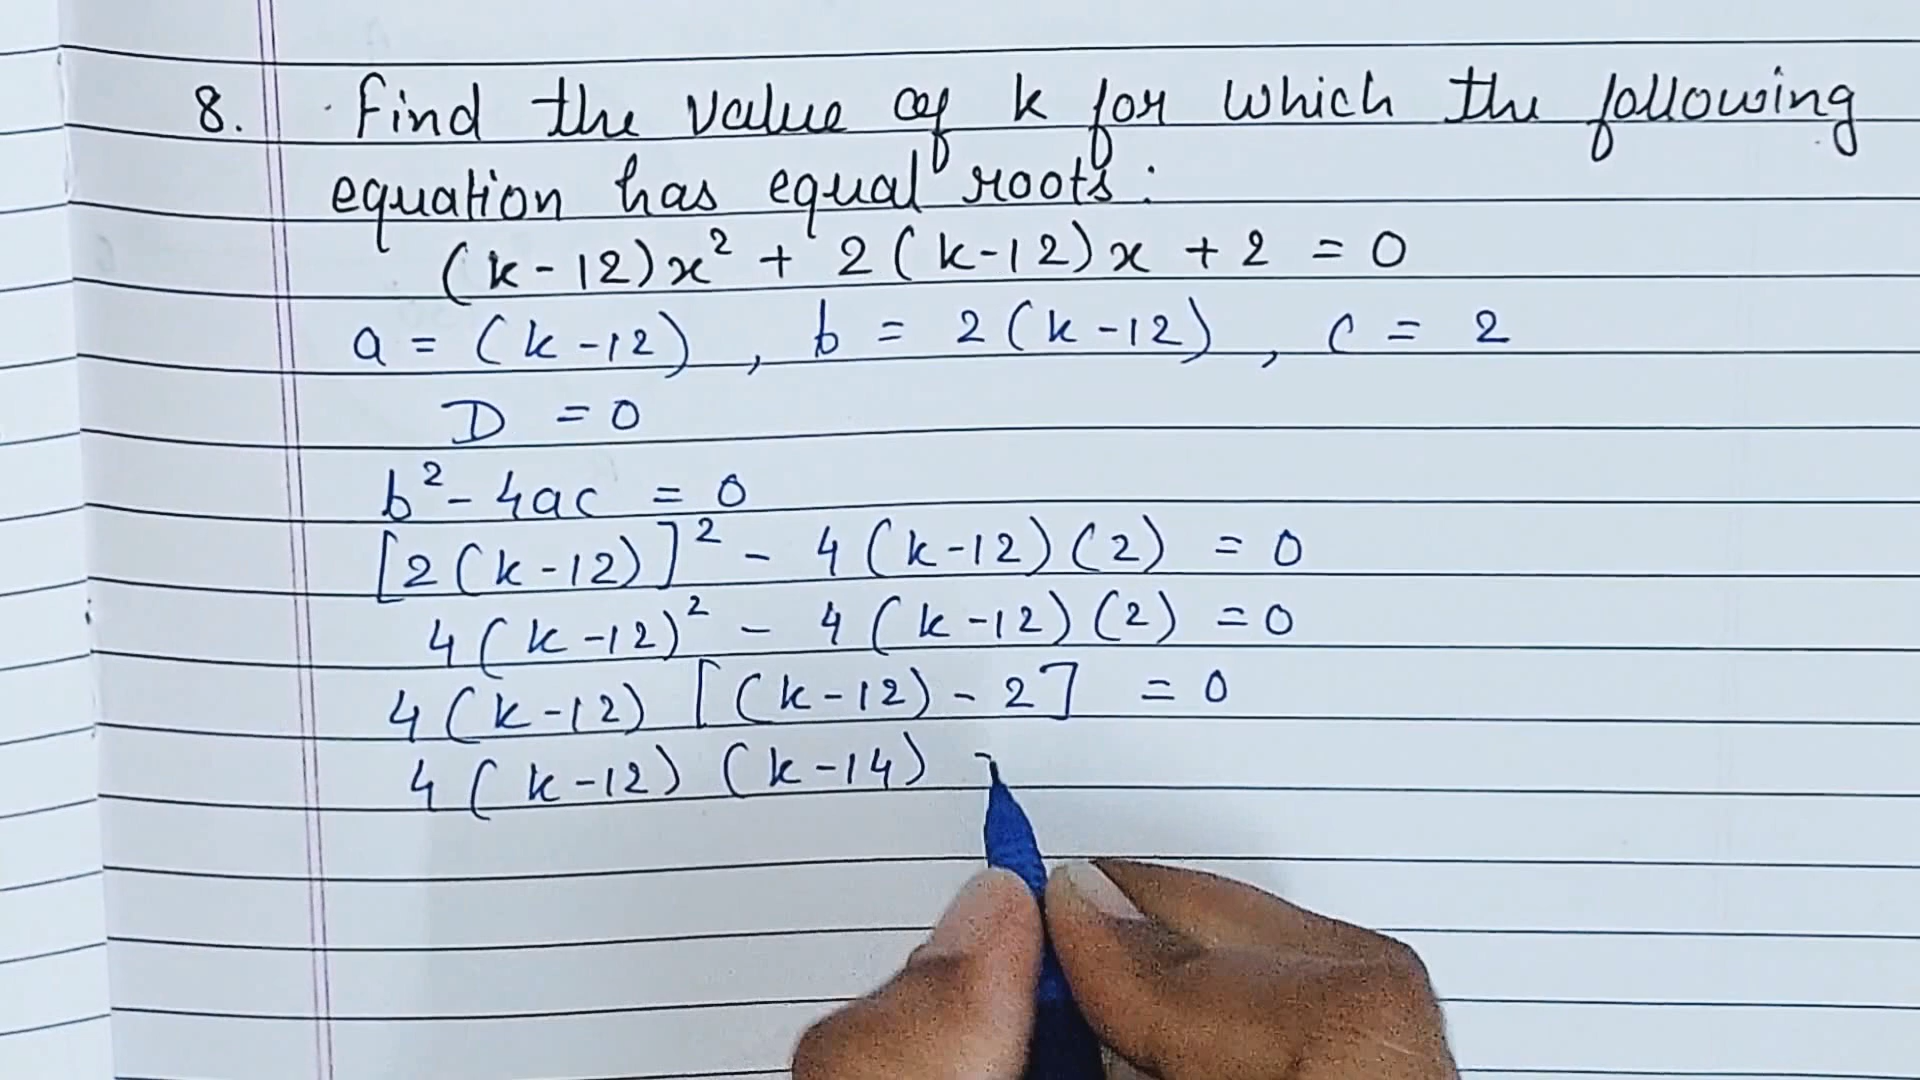 8. Find the value of k for which the following
equation has equal roots:
(k-12)x² + 2(k-12)x + 2 = 0
a = (k-12), b = 2(k-12), c = 2
D = 0
b² - 4ac = 0
[2(k-12)]² - 4(k-12)(2) = 0
4(k-12)² - 4(k-12)(2) = 0
4(k-12) [(k-12) - 2] = 0
4(k-12) (k-14) =